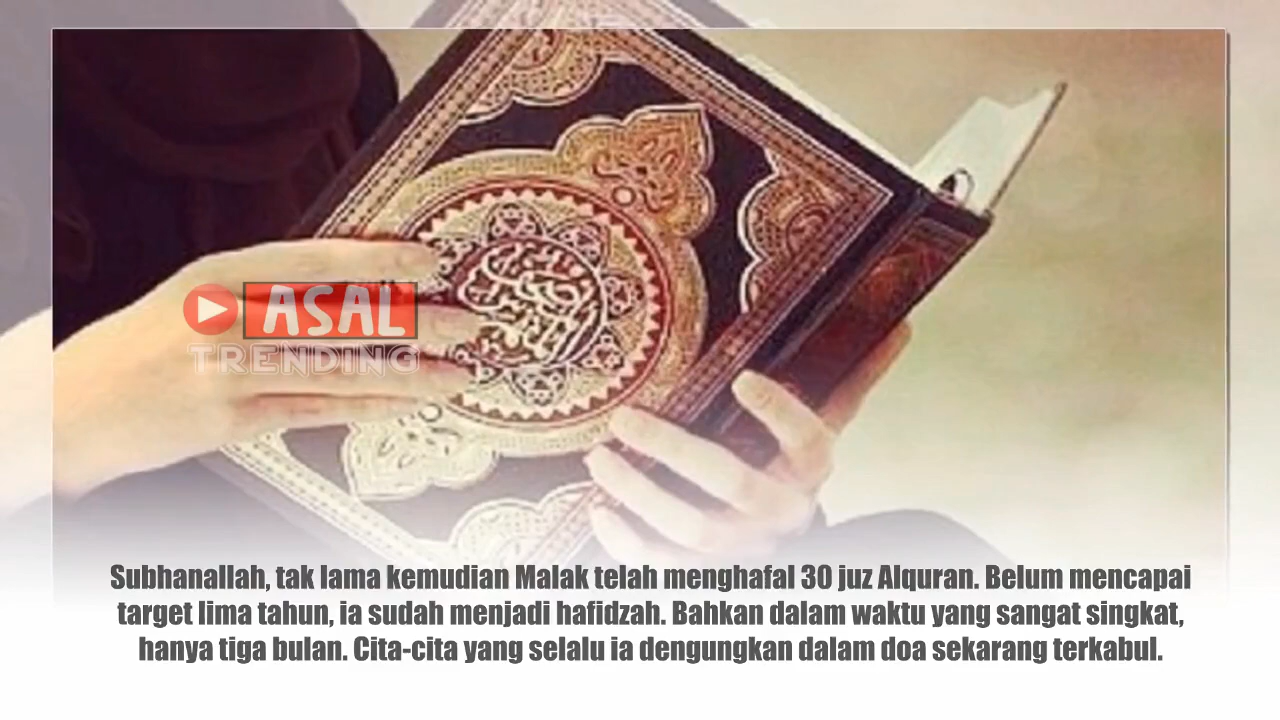 ASAL
TRENDING
Subhanallah, tak lama kemudian Malak telah menghafal 30 juz Alquran. Belum mencapai
target lima tahun, ia sudah menjadi hafidzah. Bahkan dalam waktu yang sangat singkat,
hanya tiga bulan. Cita-cita yang selalu ia dengungkan dalam doa sekarang terkabul.